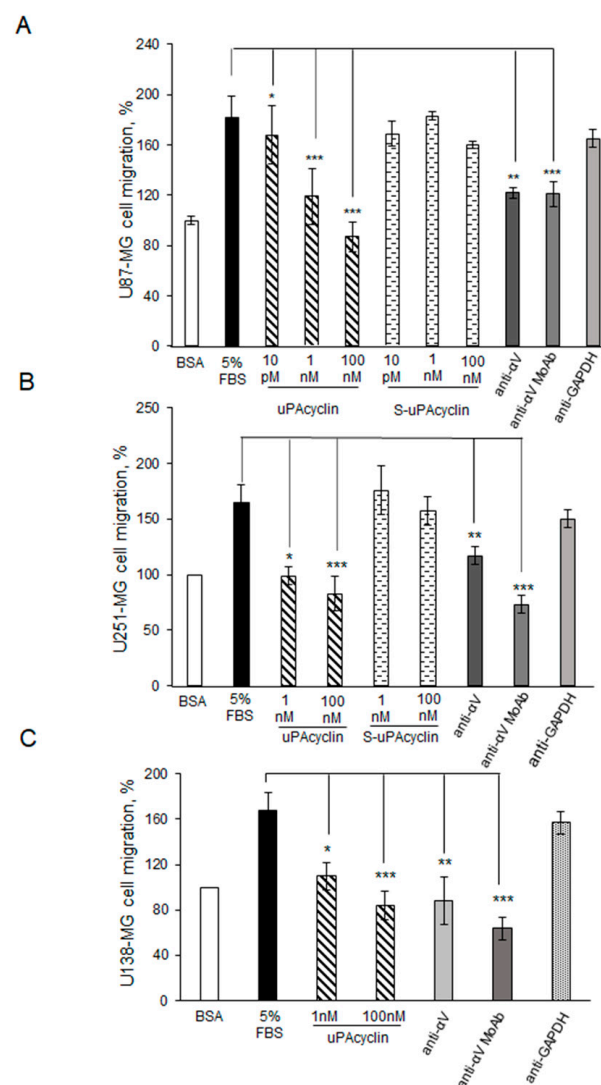 A
U87-MG cell migration, %
240
200
160
120
80
40
0
*
***
***
**
***
BSA
5% FBS
10 pM
1 nM
100 nM
10 pM
1 nM
100 nM
anti-αV
anti-αV MoAb
anti-GAPDH
uPAcyclin
S-uPAcyclin
B
U251-MG cell migration, %
250
200
150
100
50
0
*
***
**
***
BSA
5% FBS
1 nM
100 nM
1 nM
100 nM
anti-αV
anti-αV MoAb
anti-GAPDH
uPAcyclin
S-uPAcyclin
C
U138-MG cell migration, %
200
160
120
80
40
0
*
***
**
***
BSA
5% FBS
1nM
100nM
anti-αV
anti-αV MoAb
anti-GAPDH
uPAcyclin